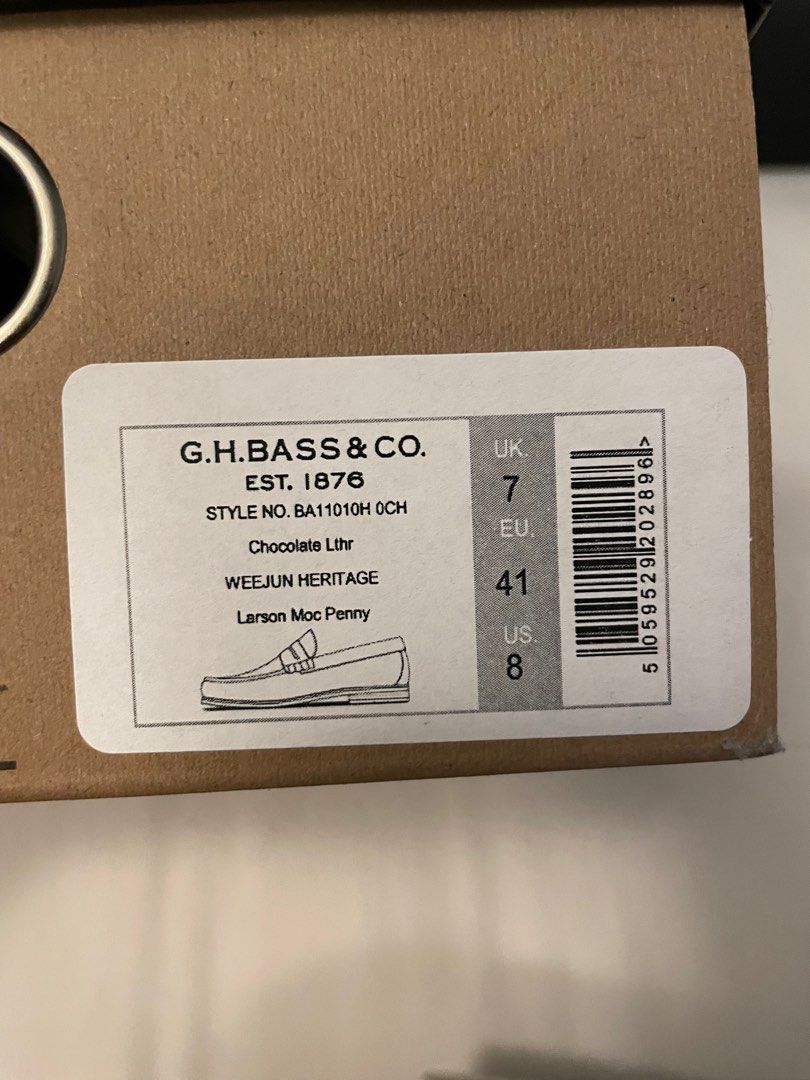 G.H.BASS & CO.
EST. 1876
STYLE NO. BA11010H 0CH
Chocolate Lthr
WEEJUN HERITAGE
Larson Moc Penny
UK.
7
EU.
41
US.
8
5 059529 202896 >